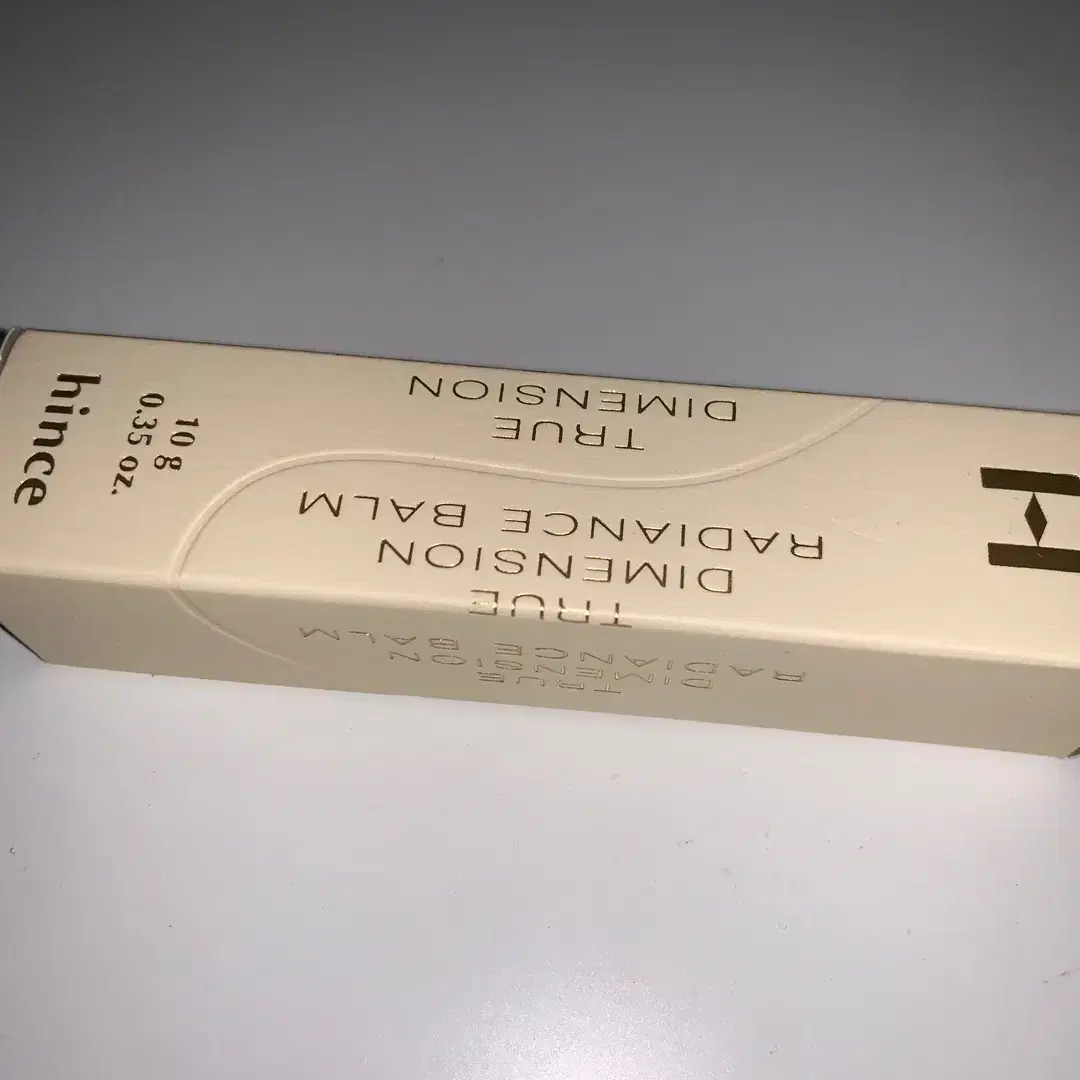 TRUE
DIMENSION
RADIANCE BALM
TRUE
DIMENSION
RADIANCE BALM
TRUE
DIMENSION
10 g
0.35 oz.
hince